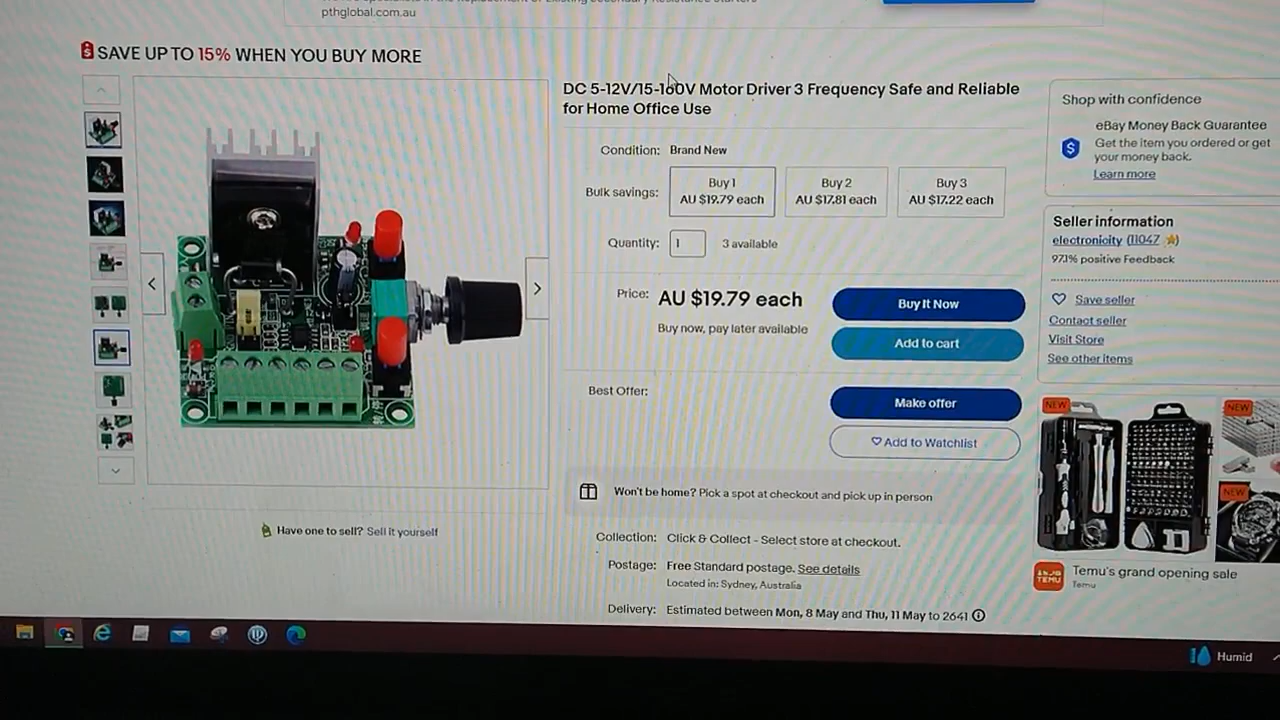 pthglobal.com.au
SAVE UP TO 15% WHEN YOU BUY MORE
DC 5-12V/15-160V Motor Driver 3 Frequency Safe and Reliable
for Home Office Use
Condition: Brand New
Bulk savings:
Buy 1
AU $19.79 each
Buy 2
AU $17.81 each
Buy 3
AU $17.22 each
Quantity: 1 3 available
Price: AU $19.79 each
Buy now, pay later available
Buy It Now
Add to cart
Best Offer:
Make offer
Add to Watchlist
Won't be home? Pick a spot at checkout and pick up in person
Have one to sell? Sell it yourself
Collection: Click & Collect - Select store at checkout.
Postage: Free Standard postage. See details
Located in: Sydney, Australia
Delivery: Estimated between Mon, 8 May and Thu, 11 May to 2641
Shop with confidence
eBay Money Back Guarantee
Get the item you ordered or get
your money back.
Learn more
Seller information
electronicity (11047)
97.1% positive Feedback
Save seller
Contact seller
Visit Store
See other items
NEW
NEW
NEW
TEMU
Temu's grand opening sale
Temu
Humid